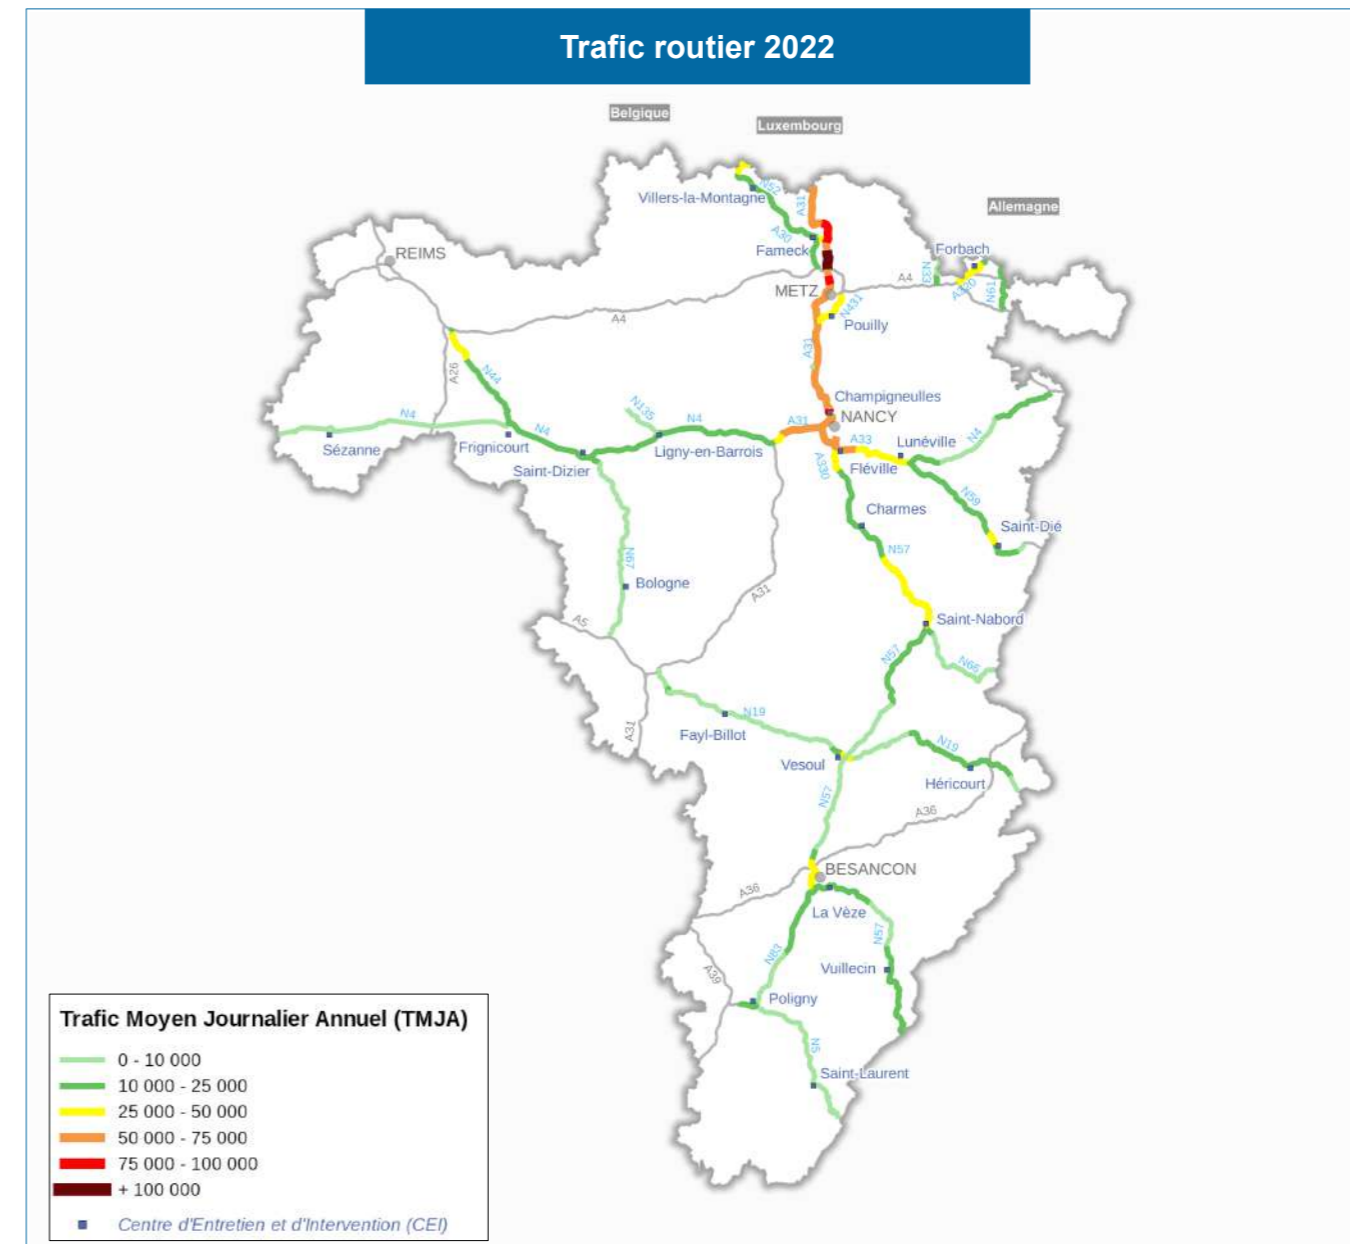 Trafic routier 2022
Belgique
Luxembourg
Allemagne
Villers-la-Montagne
N52
A31
A30
Fameck
REIMS
Forbach
N33
A320
N61
A4
METZ
N431
Pouilly
A4
A31
A26
N44
Champigneulles
NANCY
N135
N4
A31
A33
Lunéville
N4
N4
N4
Sézanne
Frignicourt
Saint-Dizier
Ligny-en-Barrois
Fléville
A330
N59
Charmes
Saint-Dié
N57
N67
Bologne
A31
A5
Saint-Nabord
N57
N66
N19
Fayl-Billot
A31
Vesoul
N19
Héricourt
N57
A36
BESANCON
A36
La Vèze
N57
N83
Vuillecin
A39
Poligny
N5
Saint-Laurent
Trafic Moyen Journalier Annuel (TMJA)
0 - 10 000
10 000 - 25 000
25 000 - 50 000
50 000 - 75 000
75 000 - 100 000
+ 100 000
Centre d'Entretien et d'Intervention (CEI)